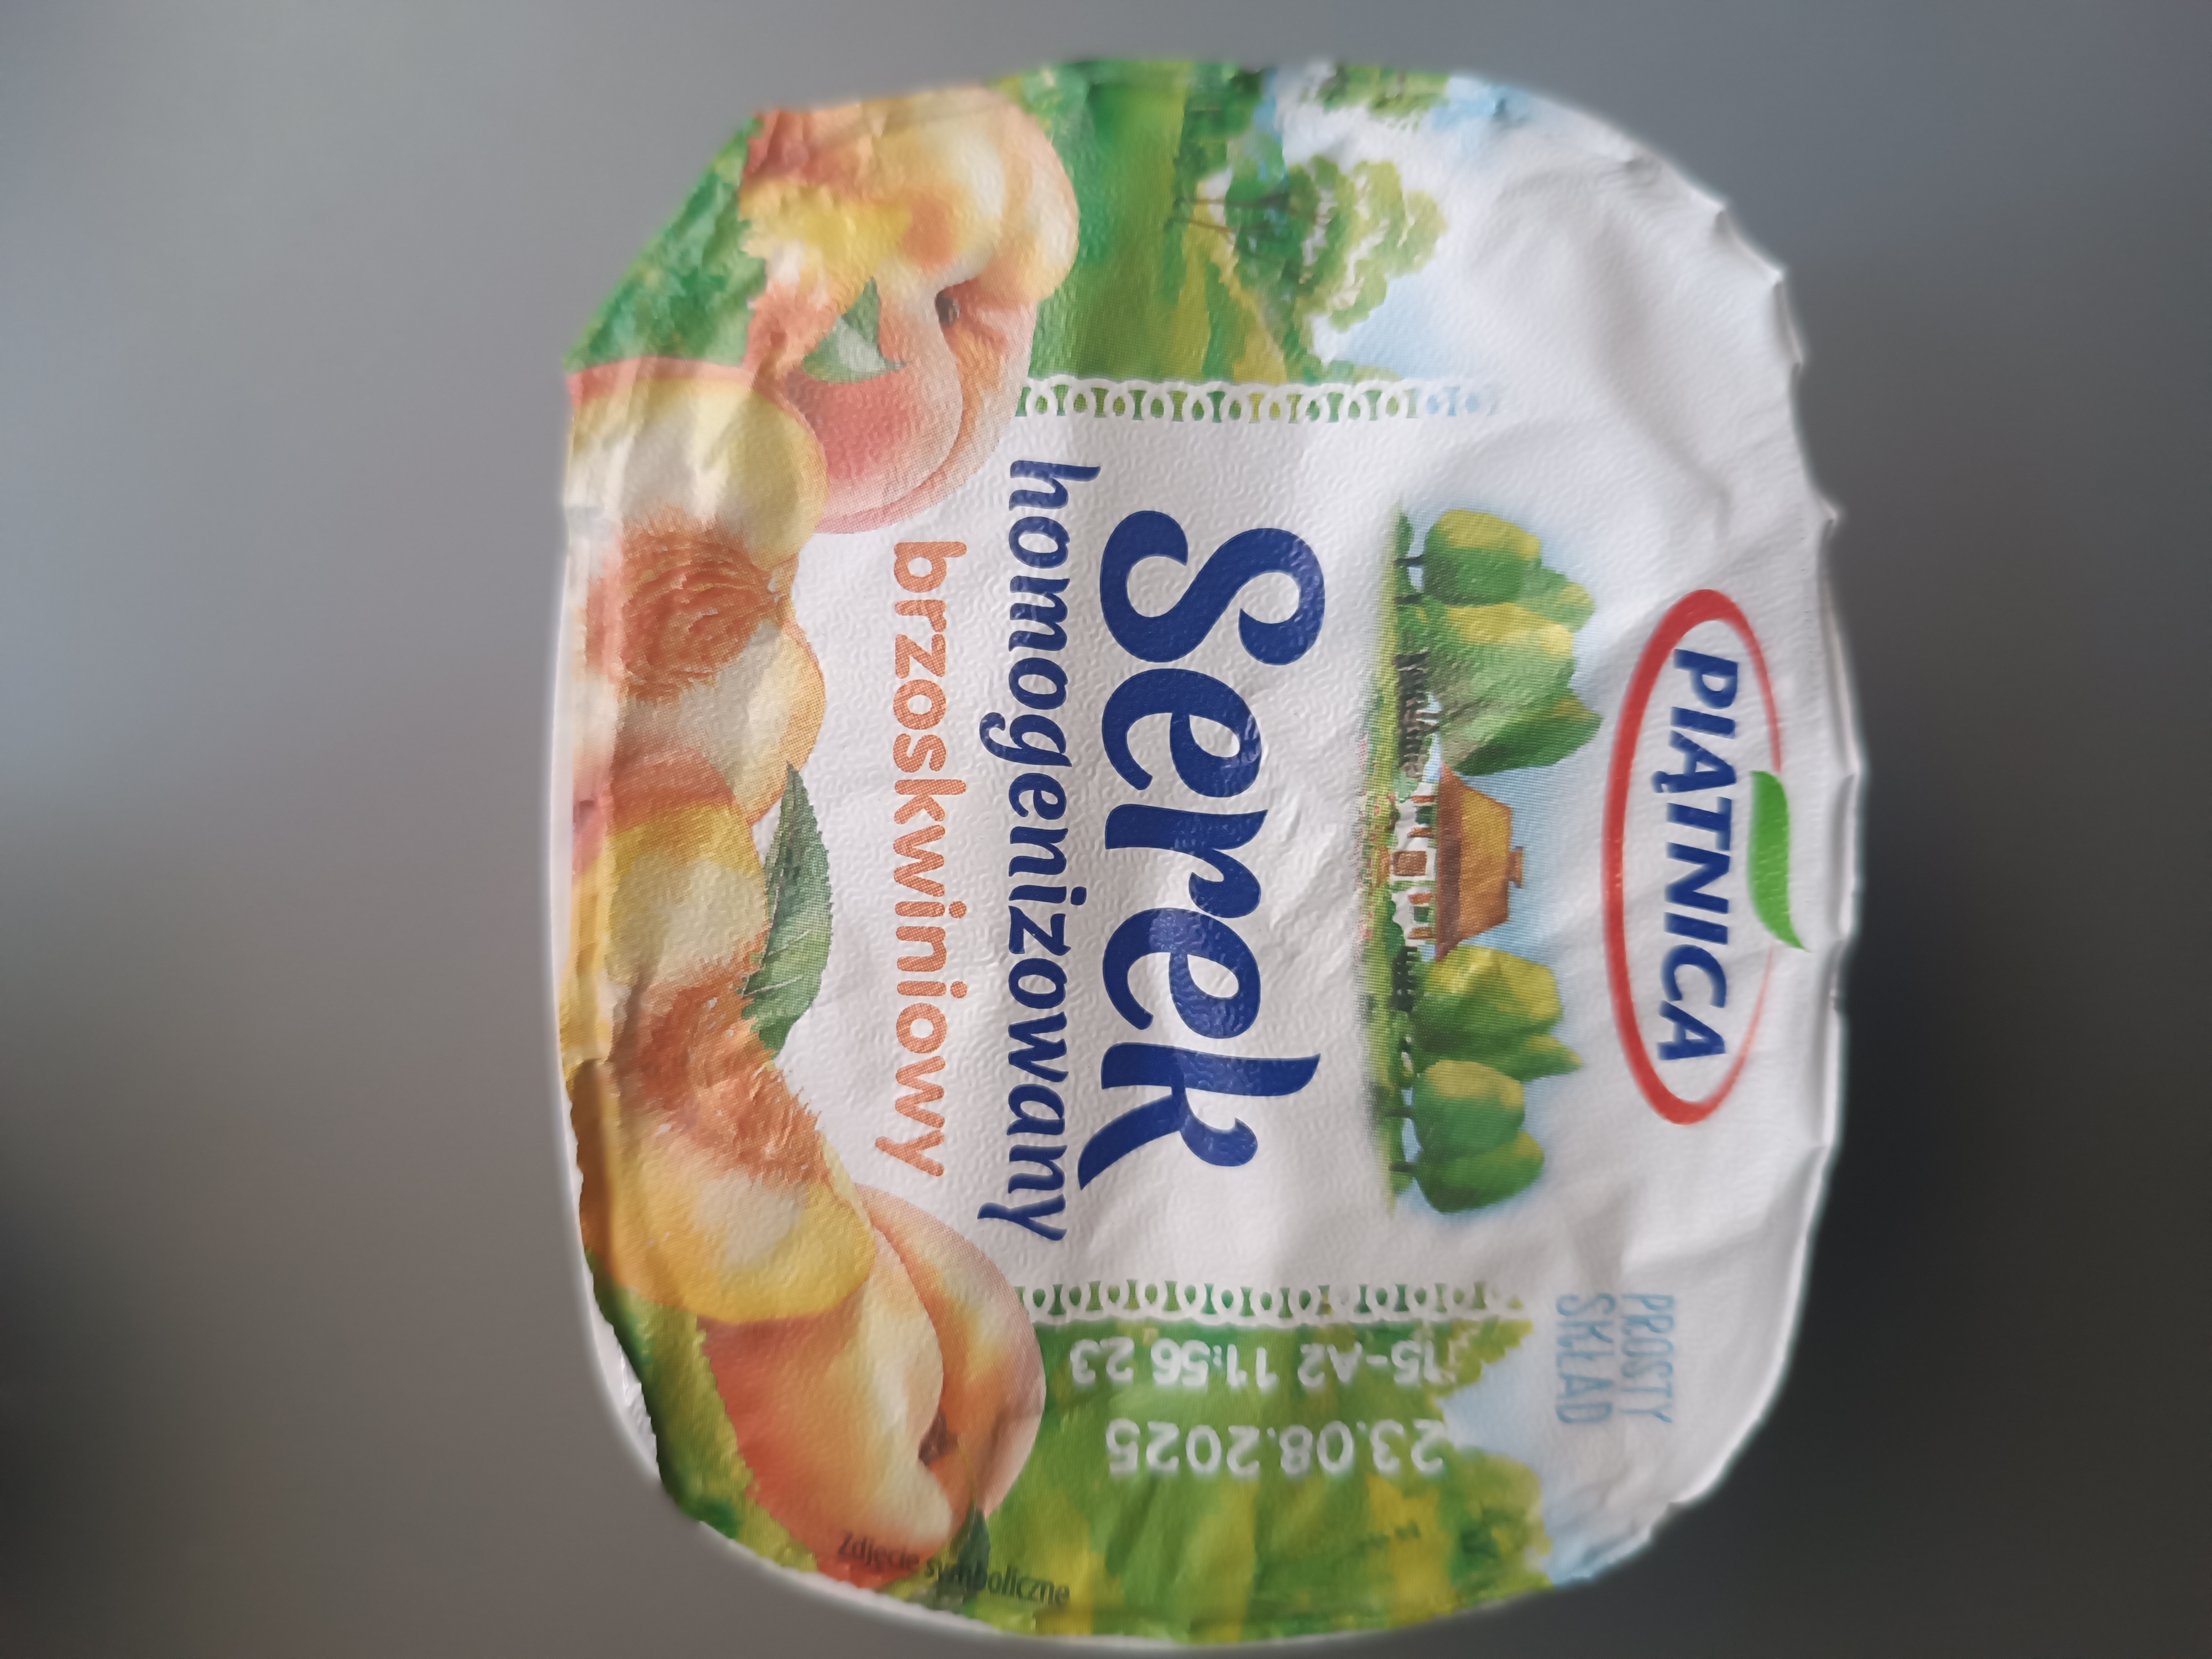 PIĄTNICA
PROSTY
SKŁAD
Serek
homogenizowany
brzoskwiniowy
23.08.2025
15-A2 11:56 23
Zdjęcie symboliczne